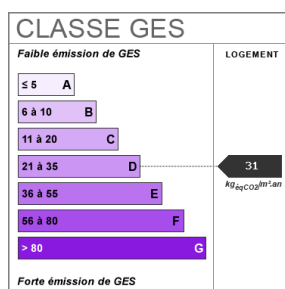 CLASSE GES
Faible émission de GES
LOGEMENT
≤ 5 A
6 à 10 B
11 à 20 C
21 à 35 D
31
kgéqCO2/m².an
36 à 55 E
56 à 80 F
> 80 G
Forte émission de GES